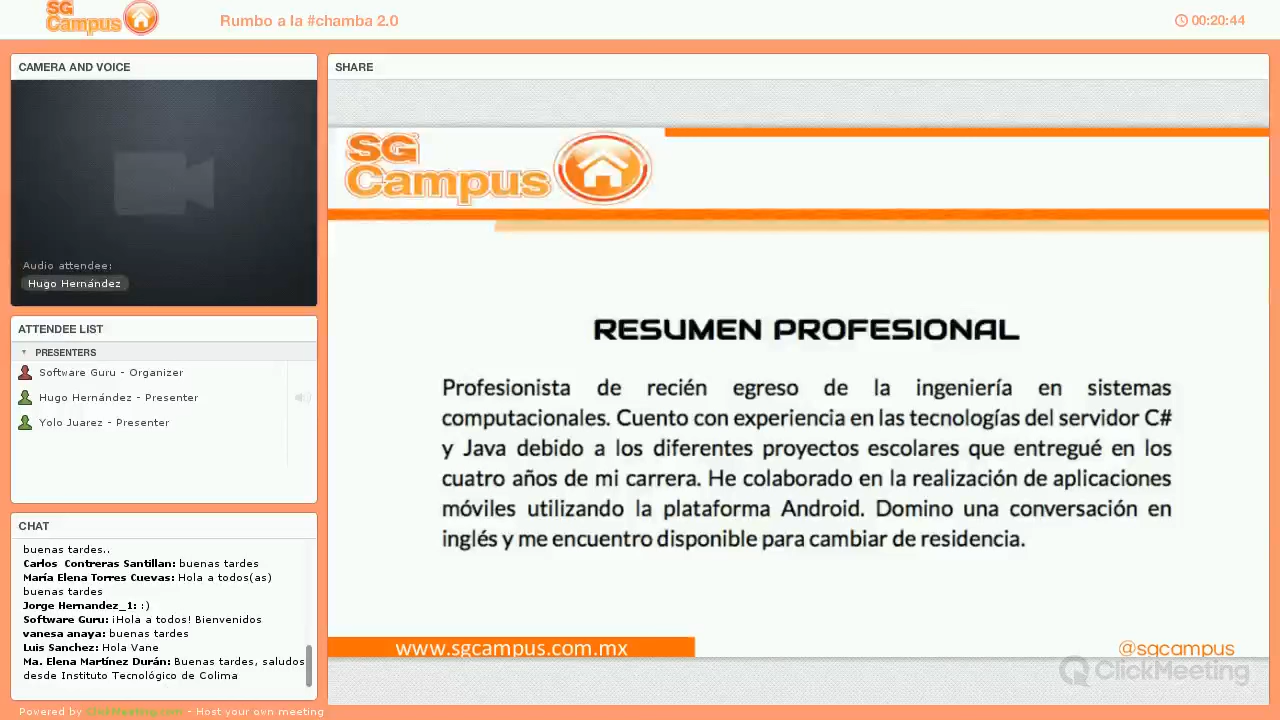 SG Campus
Rumbo a la #chamba 2.0
00:20:44
CAMERA AND VOICE
Audio attendee:
Hugo Hernández
ATTENDEE LIST
PRESENTERS
Software Guru - Organizer
Hugo Hernández - Presenter
Yolo Juarez - Presenter
CHAT
buenas tardes..
Carlos Contreras Santillan: buenas tardes
María Elena Torres Cuevas: Hola a todos(as)
buenas tardes
Jorge Hernandez_1: :)
Software Guru: ¡Hola a todos! Bienvenidos
vanesa anaya: buenas tardes
Luis Sanchez: Hola Vane
Ma. Elena Martínez Durán: Buenas tardes, saludos
desde Instituto Tecnológico de Colima
Powered by ClickMeeting.com - Host your own meeting
SHARE
SG
Campus
RESUMEN PROFESIONAL
Profesionista de recién egreso de la ingeniería en sistemas
computacionales. Cuento con experiencia en las tecnologías del servidor C#
y Java debido a los diferentes proyectos escolares que entregué en los
cuatro años de mi carrera. He colaborado en la realización de aplicaciones
móviles utilizando la plataforma Android. Domino una conversación en
inglés y me encuentro disponible para cambiar de residencia.
www.sgcampus.com.mx
@sgcampus
ClickMeeting